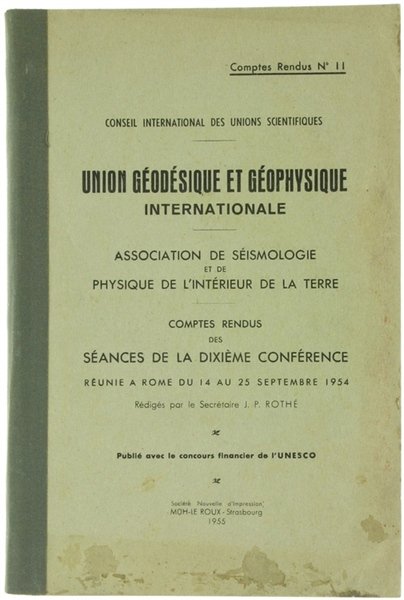 Comptes Rendus N° 11
CONSEIL INTERNATIONAL DES UNIONS SCIENTIFIQUES
UNION GÉODÉSIQUE ET GÉOPHYSIQUE
INTERNATIONALE
ASSOCIATION DE SÉISMOLOGIE
ET DE
PHYSIQUE DE L'INTÉRIEUR DE LA TERRE
COMPTES RENDUS
DES
SÉANCES DE LA DIXIÈME CONFÉRENCE
RÉUNIE A ROME DU 14 AU 25 SEPTEMBRE 1954
Rédigés par le Secrétaire J. P. ROTHÉ
Publié avec le concours financier de l'UNESCO
Société Nouvelle d'Impression
MUH-LE ROUX - Strasbourg
1955